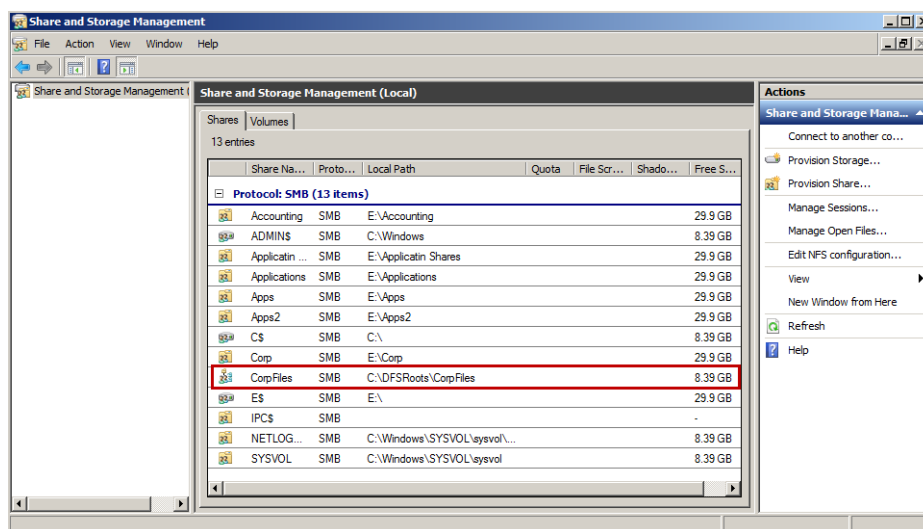 Share and Storage Management
File Action View Window Help
Share and Storage Management (
Share and Storage Management (Local)
Shares Volumes
13 entries
Share Na... Proto... Local Path Quota File Scr... Shado... Free S...
Protocol: SMB (13 items)
Accounting SMB E:\Accounting 29.9 GB
ADMIN$ SMB C:\Windows 8.39 GB
Applicatin ... SMB E:\Applicatin Shares 29.9 GB
Applications SMB E:\Applications 29.9 GB
Apps SMB E:\Apps 29.9 GB
Apps2 SMB E:\Apps2 29.9 GB
C$ SMB C:\ 8.39 GB
Corp SMB E:\Corp 29.9 GB
CorpFiles SMB C:\DFSRoots\CorpFiles 8.39 GB
E$ SMB E:\ 29.9 GB
IPC$ SMB -
NETLOG... SMB C:\Windows\SYSVOL\sysvol\... 8.39 GB
SYSVOL SMB C:\Windows\SYSVOL\sysvol 8.39 GB
Actions
Share and Storage Mana...
Connect to another co...
Provision Storage...
Provision Share...
Manage Sessions...
Manage Open Files...
Edit NFS configuration...
View
New Window from Here
Refresh
Help